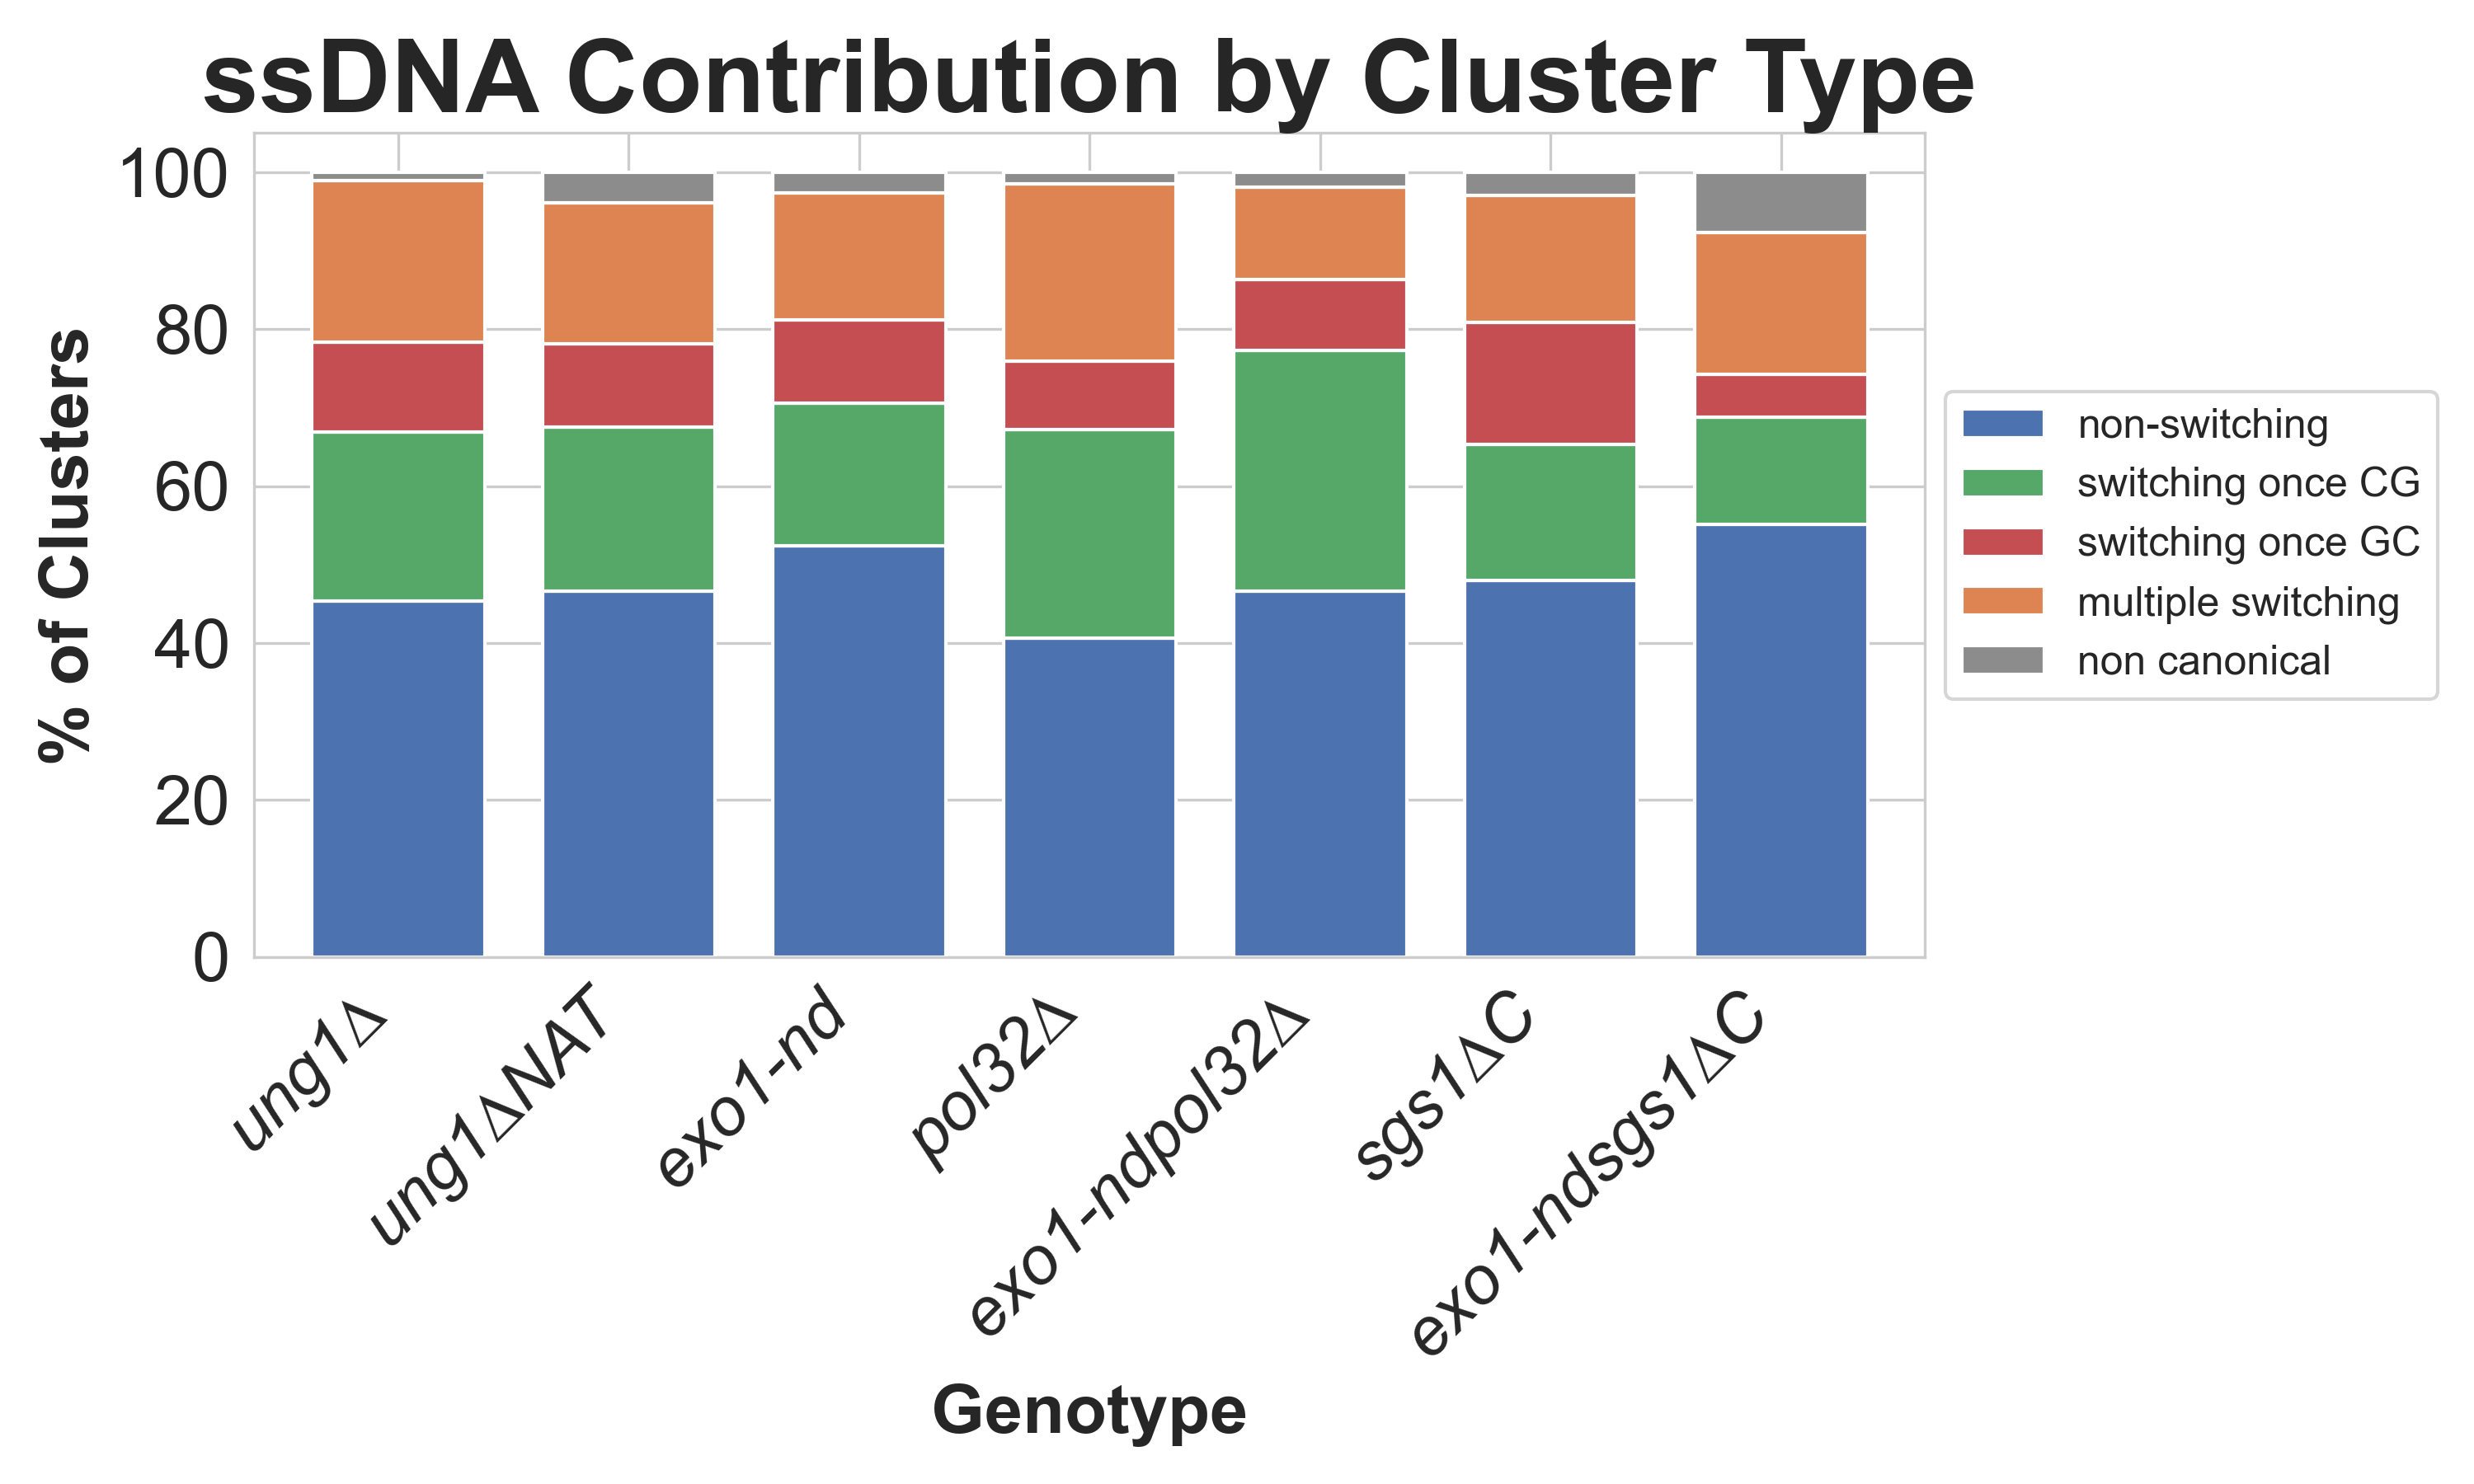 ssDNA Contribution by Cluster Type
% of Clusters
100
80
60
40
20
0
non-switching
switching once CG
switching once GC
multiple switching
non canonical
ung1Δ
ung1ΔNAT
exo1-nd
pol32Δ
exo1-ndpol32Δ
sgs1ΔC
exo1-ndsgs1ΔC
Genotype